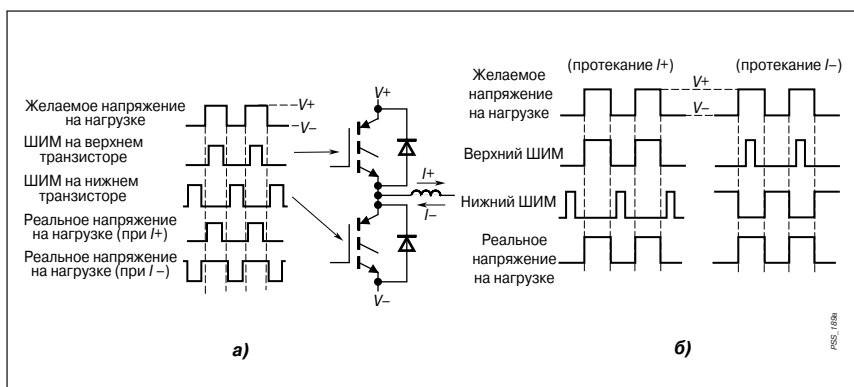 Желаемое напряжение
на нагрузке
V+
V–
ШИМ на верхнем
транзисторе
ШИМ на нижнем
транзисторе
Реальное напряжение
на нагрузке (при I+)
Реальное напряжение
на нагрузке (при I –)
а)
V+
I+
I–
V–
(протекание I+)
(протекание I–)
Желаемое
напряжение
на нагрузке
V+
V–
Верхний ШИМ
Нижний ШИМ
Реальное
напряжение
на нагрузке
б)
PSS_189в